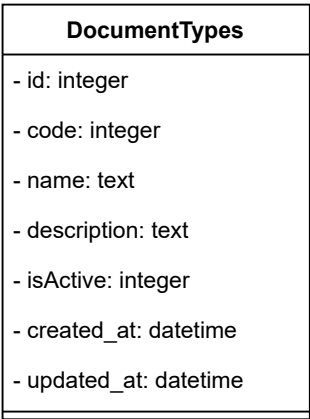 DocumentTypes
- id: integer
- code: integer
- name: text
- description: text
- isActive: integer
- created_at: datetime
- updated_at: datetime